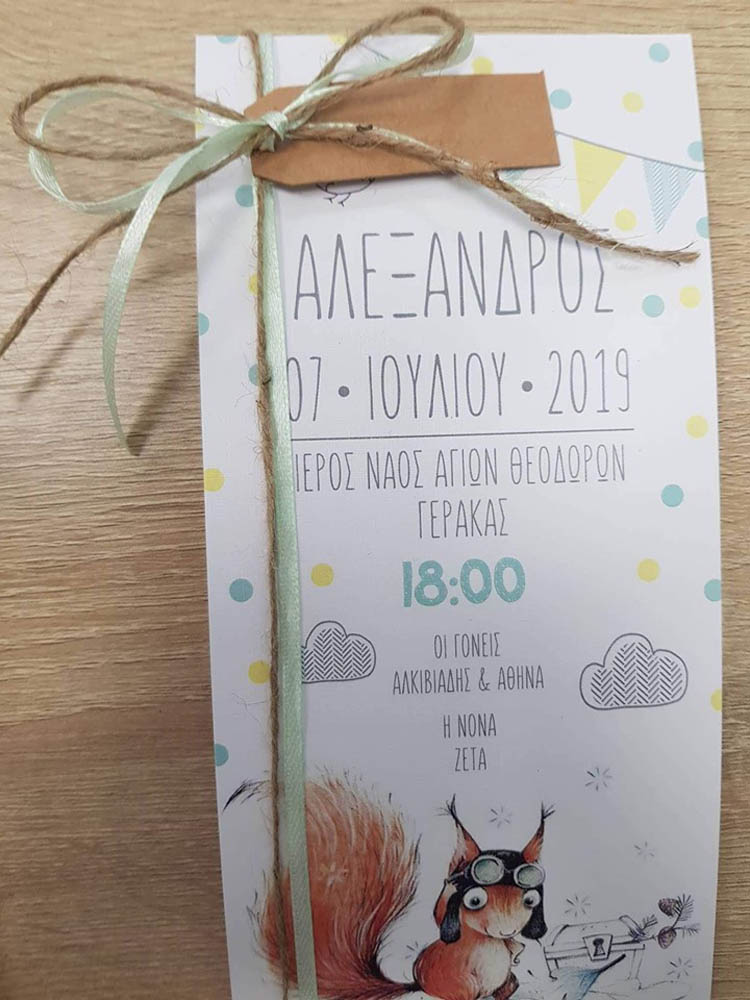 ΑΛΕΞΑΝΔΡΟΣ
07 • ΙΟΥΛΙΟΥ • 2019
ΙΕΡΟΣ ΝΑΟΣ ΑΓΙΩΝ ΘΕΟΔΩΡΩΝ
ΓΕΡΑΚΑΣ
18:00
ΟΙ ΓΟΝΕΙΣ
ΑΛΚΙΒΙΑΔΗΣ & ΑΘΗΝΑ
Η ΝΟΝΑ
ΖΕΤΑ